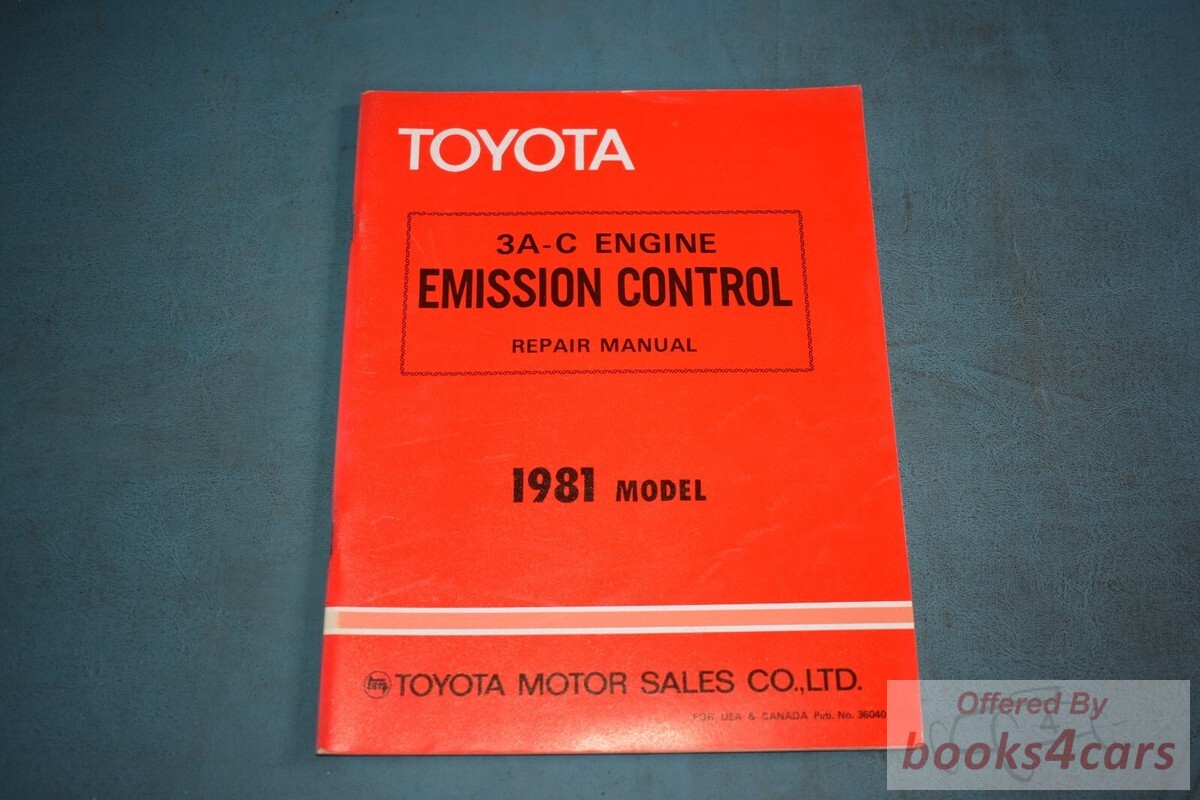 TOYOTA
3A-C ENGINE
EMISSION CONTROL
REPAIR MANUAL
1981 MODEL
TOYOTA MOTOR SALES CO.,LTD.
FOR USA & CANADA Pub. No. 36040
Offered By
books4cars